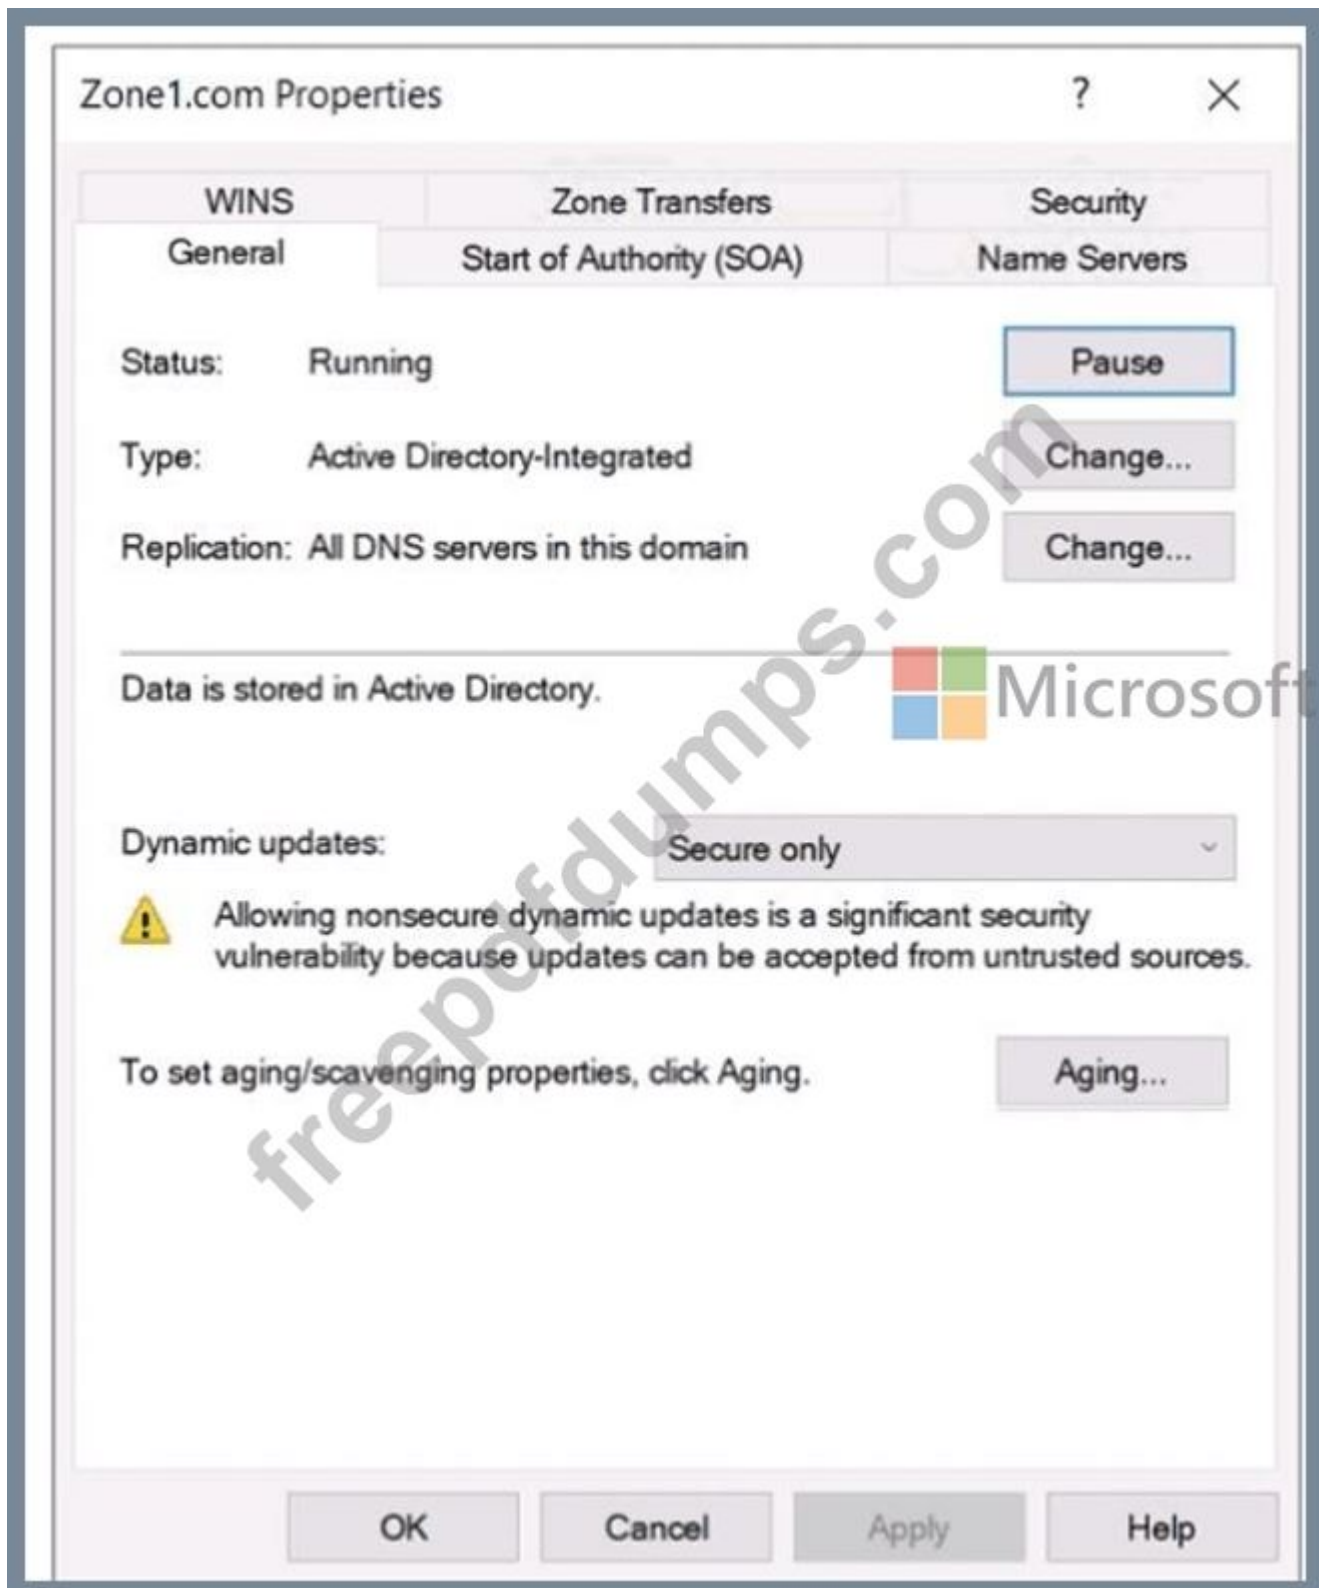 Zone1.com Properties ?
WINS Zone Transfers Security
General Start of Authority (SOA) Name Servers
Status: Running Pause
Type: Active Directory-Integrated Change...
Replication: All DNS servers in this domain Change...
Data is stored in Active Directory.
Microsoft
Dynamic updates: Secure only
Allowing nonsecure dynamic updates is a significant security
vulnerability because updates can be accepted from untrusted sources.
To set aging/scavenging properties, click Aging. Aging...
freepdfdumps.com
OK Cancel Apply Help